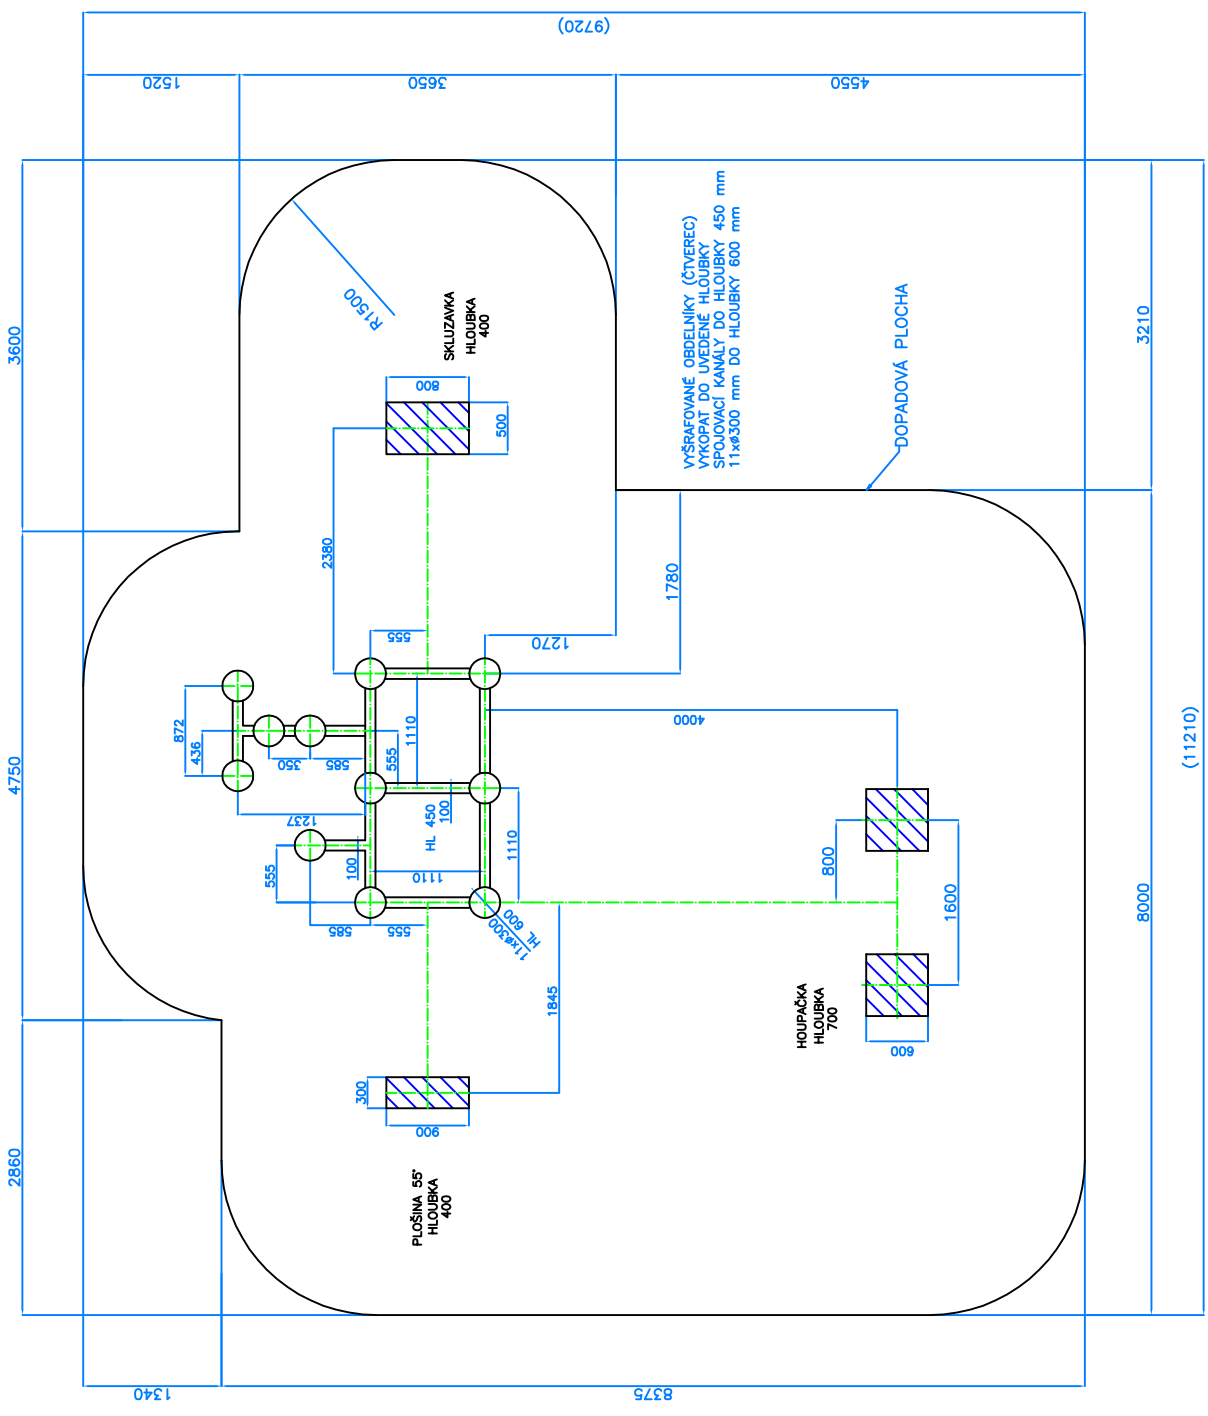 (9720)
1520
3650
4550
3600
4750
2860
R1500
SKLUZAVKA
HLOUBKA
400
VYŠRAFOVANÉ OBDELNÍKY (ČTVEREC)
VYKOPAT DO UVEDENÉ HLOUBKY
SPOJOVACÍ KANÁLY DO HLOUBKY 450 mm
11xø300 mm DO HLOUBKY 600 mm
DOPADOVÁ PLOCHA
3210
8000
(11210)
800
500
2380
555
1780
1270
872
436
350
585
1110
555
4000
1237
HL 450
100
1110
555
100
1110
585
555
11xø300
HL 600
1845
800
1600
HOUPAČKA
HLOUBKA
700
600
300
900
PLOŠINA 55°
HLOUBKA
400
1340
8375